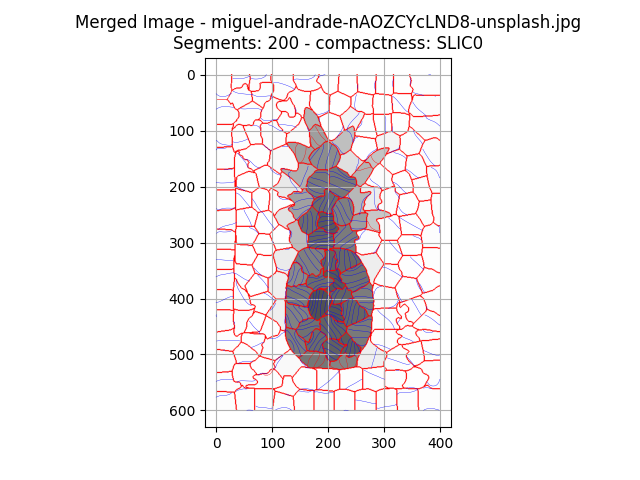 Merged Image - miguel-andrade-nAOZCYcLND8-unsplash.jpg
Segments: 200 - compactness: SLIC0
0
100
200
300
400
500
600
0 100 200 300 400